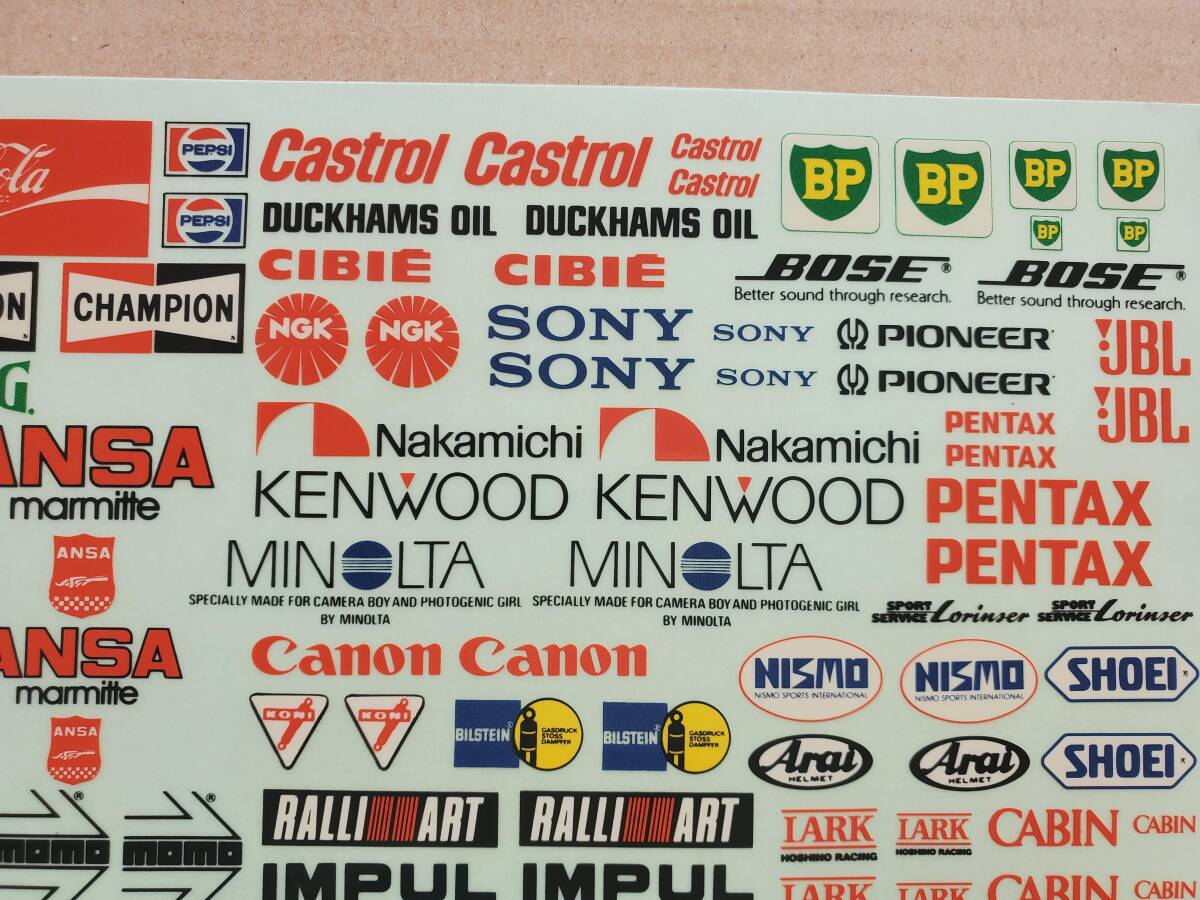 Cola
PEPSI
PEPSI
Castrol
Castrol
Castrol
Castrol
BP
BP
BP
BP
BP
BP
DUCKHAMS OIL
DUCKHAMS OIL
CIBIÉ
CIBIÉ
BOSE®
Better sound through research.
BOSE®
Better sound through research.
ON
CHAMPION
NGK
NGK
SONY
SONY
PIONEER
JBL
SONY
SONY
PIONEER
JBL
G.
Nakamichi
Nakamichi
PENTAX
PENTAX
ANSA
marmitte
KENWOOD
KENWOOD
PENTAX
PENTAX
ANSA
MINOLTA
SPECIALLY MADE FOR CAMERA BOY AND PHOTOGENIC GIRL
BY MINOLTA
MINOLTA
SPECIALLY MADE FOR CAMERA BOY AND PHOTOGENIC GIRL
BY MINOLTA
SPORT
SERVICE Lorinser
SPORT
SERVICE Lorinser
ANSA
marmitte
Canon
Canon
NISMO
NISMO SPORTS INTERNATIONAL
NISMO
NISMO SPORTS INTERNATIONAL
SHOEI®
ANSA
KONI
KONI
BILSTEIN®
GASDRUCK
STOSS
DAMPFER
BILSTEIN®
GASDRUCK
STOSS
DAMPFER
Arai
HELMET
Arai
HELMET
SHOEI®
momo
momo
RALLI ART
RALLI ART
LARK
HOSHINO RACING
LARK
HOSHINO RACING
CABIN
CABIN
IMPUL
IMPUL
LARK
LARK
CABIN
CABIN